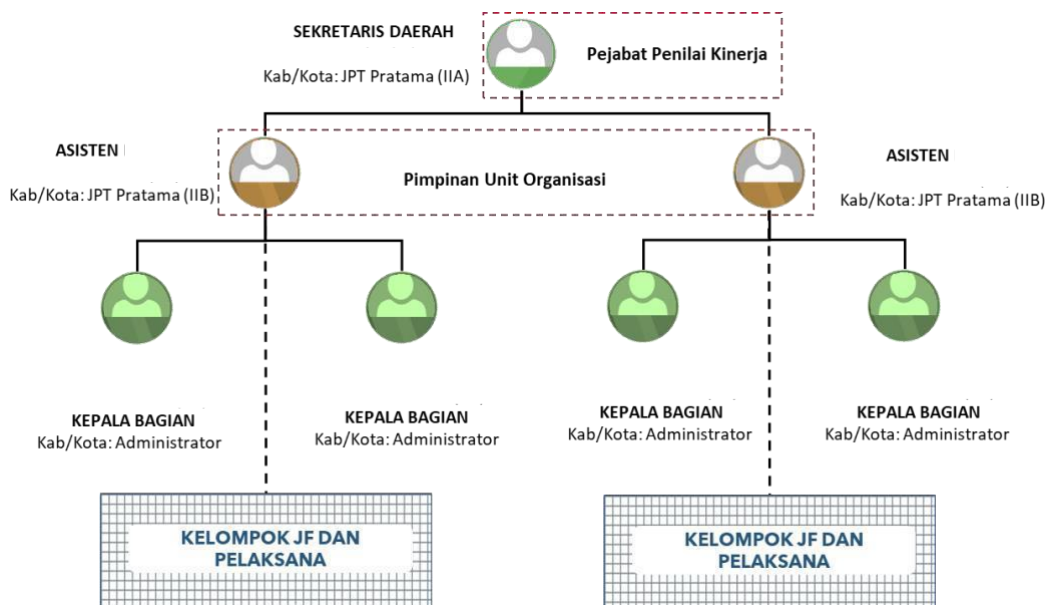 SEKRETARIS DAERAH
Kab/Kota: JPT Pratama (IIA)
Pejabat Penilai Kinerja
ASISTEN
Kab/Kota: JPT Pratama (IIB)
Pimpinan Unit Organisasi
ASISTEN
Kab/Kota: JPT Pratama (IIB)
KEPALA BAGIAN
Kab/Kota: Administrator
KEPALA BAGIAN
Kab/Kota: Administrator
KEPALA BAGIAN
Kab/Kota: Administrator
KEPALA BAGIAN
Kab/Kota: Administrator
KELOMPOK JF DAN
PELAKSANA
KELOMPOK JF DAN
PELAKSANA